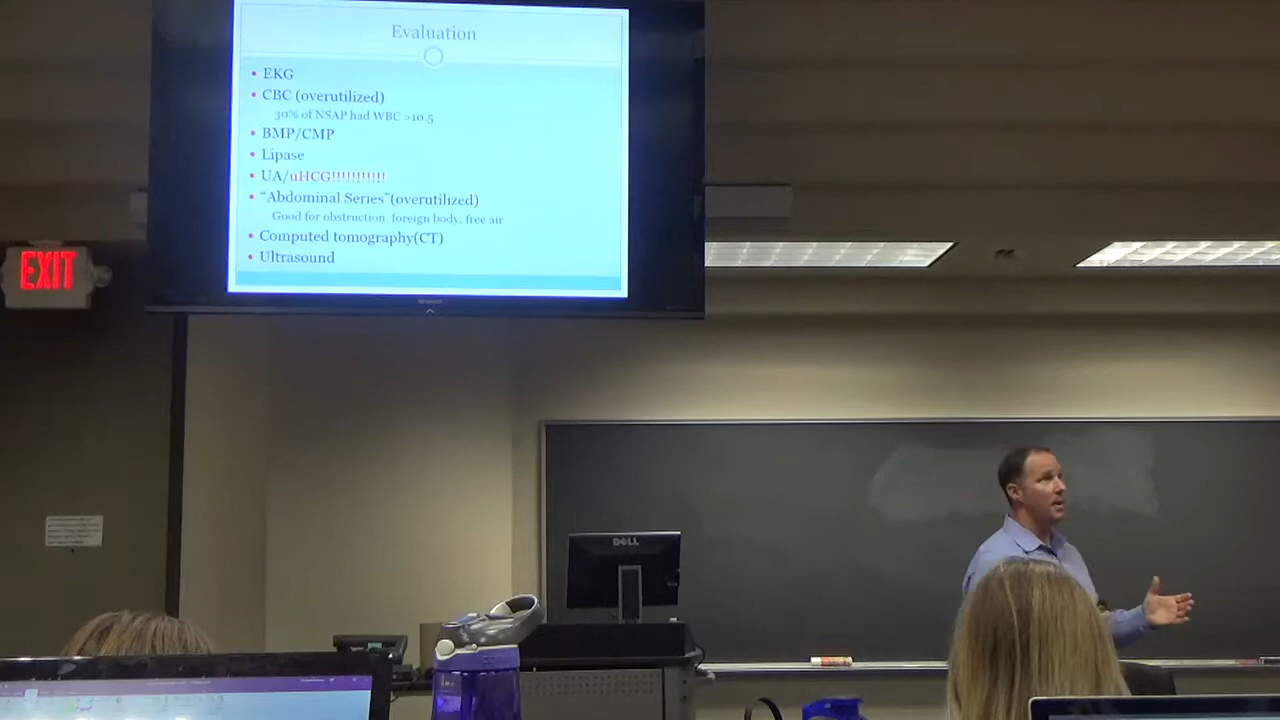 Evaluation
• EKG
• CBC (overutilized)
30% of NSAP had WBC >10.5
• BMP/CMP
• Lipase
• UA/uHCG!!!!!!!!!!!
• “Abdominal Series”(overutilized)
Good for obstruction, foreign body, free air
• Computed tomography(CT)
• Ultrasound
SHARP
EXIT
DELL